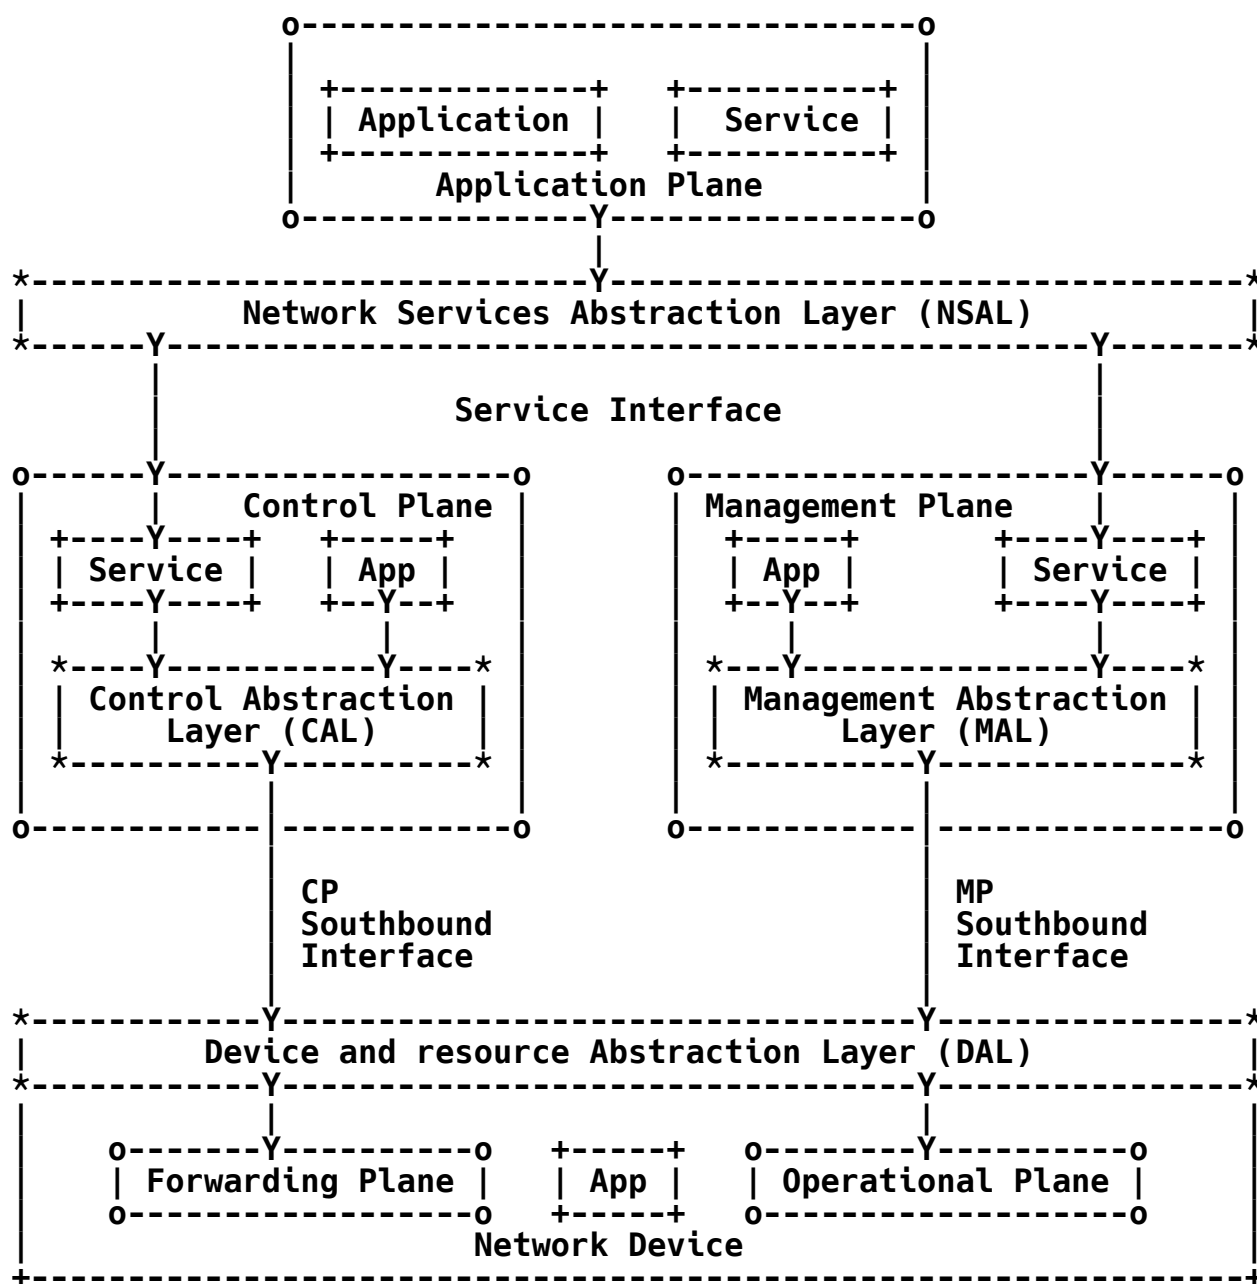 o--------------------------------o
|                                |
| +-------------+   +----------+ |
| | Application |   |  Service | |
| +-------------+   +----------+ |
|       Application Plane        |
o---------------Y----------------o
|
*-----------------------------Y---------------------------------*
|           Network Services Abstraction Layer (NSAL)           |
*------Y------------------------------------------------Y-------*
|                                                |
|               Service Interface                |
|                                                |
o------Y------------------o       o---------------------Y------o
|      |    Control Plane |       | Management Plane    |      |
| +----Y----+   +-----+   |       |  +-----+       +----Y----+ |
| | Service |   | App |   |       |  | App |       | Service | |
| +----Y----+   +--Y--+   |       |  +--Y--+       +----Y----+ |
|      |           |      |       |     |               |      |
| *----Y-----------Y----* |       | *---Y---------------Y----* |
| | Control Abstraction | |       | | Management Abstraction | |
| |     Layer (CAL)     | |       | |      Layer (MAL)       | |
| *----------Y----------* |       | *----------Y-------------* |
|            |            |       |            |               |
o------------|------------o       o------------|---------------o
|                                  |
| CP                               | MP
| Southbound                       | Southbound
| Interface                        | Interface
|                                  |
*------------Y---------------------------------Y----------------*
|         Device and resource Abstraction Layer (DAL)           |
*------------Y---------------------------------Y----------------*
|            |                                 |                |
|    o-------Y----------o   +-----+   o--------Y----------o     |
|    | Forwarding Plane |   | App |   | Operational Plane |     |
|    o------------------o   +-----+   o-------------------o     |
|                       Network Device                          |
+---------------------------------------------------------------+